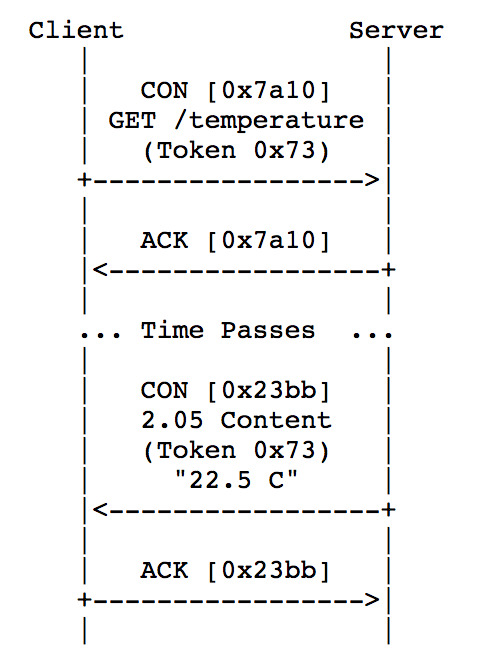 Client Server
CON [0x7a10]
GET /temperature
(Token 0x73)
+----------------->
ACK [0x7a10]
<-----------------+
... Time Passes ...
CON [0x23bb]
2.05 Content
(Token 0x73)
"22.5 C"
<-----------------+
ACK [0x23bb]
+----------------->